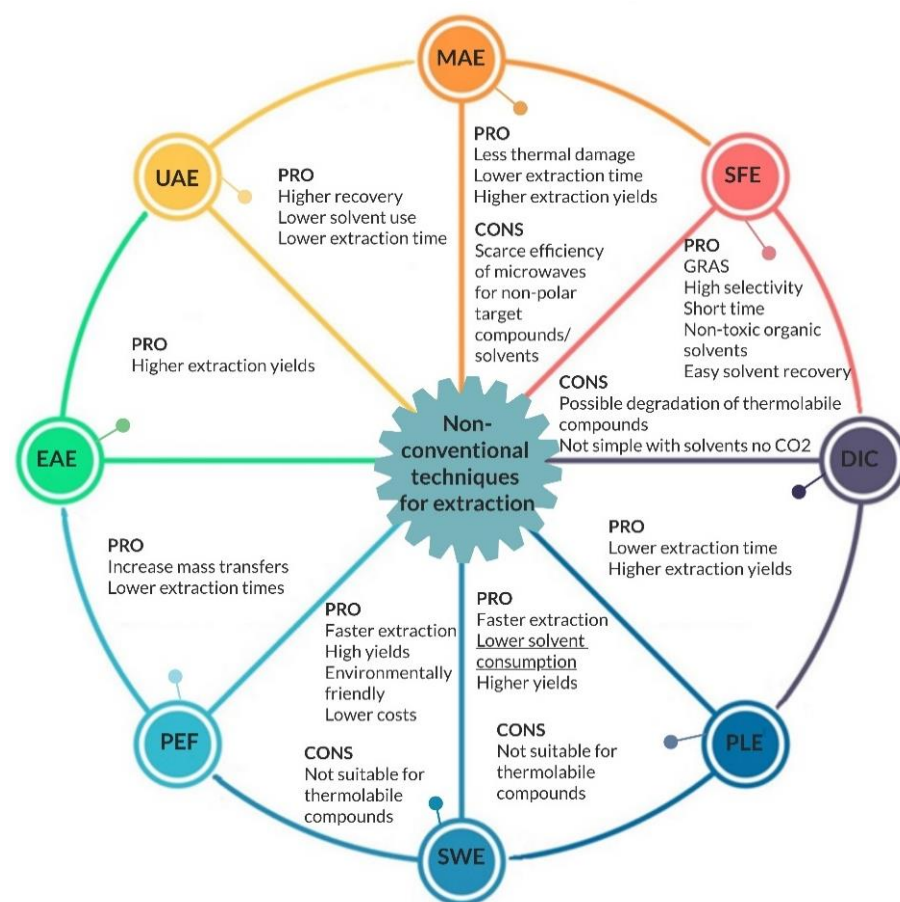 MAE
PRO
Less thermal damage
Lower extraction time
Higher extraction yields
CONS
Scarce efficiency
of microwaves
for non-polar
target
compounds/
solvents
SFE
PRO
GRAS
High selectivity
Short time
Non-toxic organic
solvents
Easy solvent recovery
CONS
Possible degradation of thermolabile
compounds
Not simple with solvents no CO2
DIC
PRO
Lower extraction time
Higher extraction yields
PLE
PRO
Faster extraction
Lower solvent
consumption
Higher yields
CONS
Not suitable for
thermolabile
compounds
SWE
PRO
Faster extraction
High yields
Environmentally
friendly
Lower costs
CONS
Not suitable for
thermolabile
compounds
PEF
PRO
Increase mass transfers
Lower extraction times
EAE
PRO
Higher extraction yields
UAE
PRO
Higher recovery
Lower solvent use
Lower extraction time
Non-
conventional
techniques
for extraction